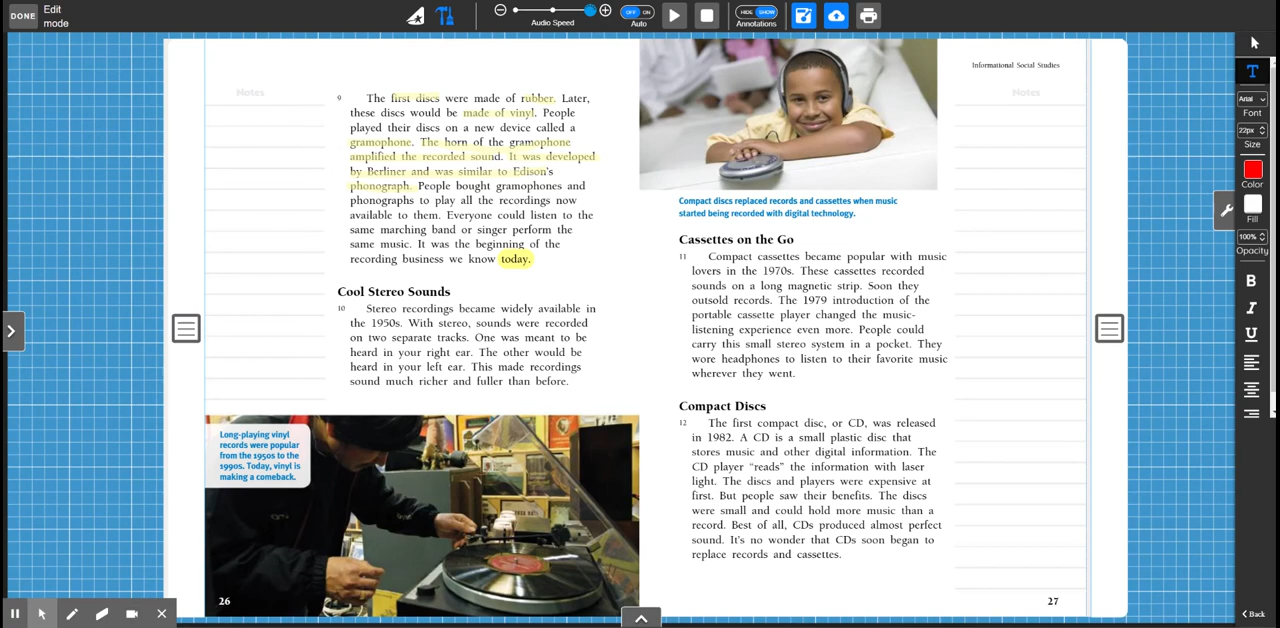 DONE
Edit
mode
Audio Speed
OFF ON
Auto
HIDE SHOW
Annotations
Notes
9 The first discs were made of rubber. Later,
these discs would be made of vinyl. People
played their discs on a new device called a
gramophone. The horn of the gramophone
amplified the recorded sound. It was developed
by Berliner and was similar to Edison's
phonograph. People bought gramophones and
phonographs to play all the recordings now
available to them. Everyone could listen to the
same marching band or singer perform the
same music. It was the beginning of the
recording business we know today.
Cool Stereo Sounds
10 Stereo recordings became widely available in
the 1950s. With stereo, sounds were recorded
on two separate tracks. One was meant to be
heard in your right ear. The other would be
heard in your left ear. This made recordings
sound much richer and fuller than before.
Long-playing vinyl
records were popular
from the 1950s to the
1990s. Today, vinyl is
making a comeback.
26
Informational Social Studies
Notes
Compact discs replaced records and cassettes when music
started being recorded with digital technology.
Cassettes on the Go
11 Compact cassettes became popular with music
lovers in the 1970s. These cassettes recorded
sounds on a long magnetic strip. Soon they
outsold records. The 1979 introduction of the
portable cassette player changed the music-
listening experience even more. People could
carry this small stereo system in a pocket. They
wore headphones to listen to their favorite music
wherever they went.
Compact Discs
12 The first compact disc, or CD, was released
in 1982. A CD is a small plastic disc that
stores music and other digital information. The
CD player “reads” the information with laser
light. The discs and players were expensive at
first. But people saw their benefits. The discs
were small and could hold more music than a
record. Best of all, CDs produced almost perfect
sound. It's no wonder that CDs soon began to
replace records and cassettes.
27
T
Arial
Font
22px
Size
Color
Fill
100%
Opacity
B
I
U
Back